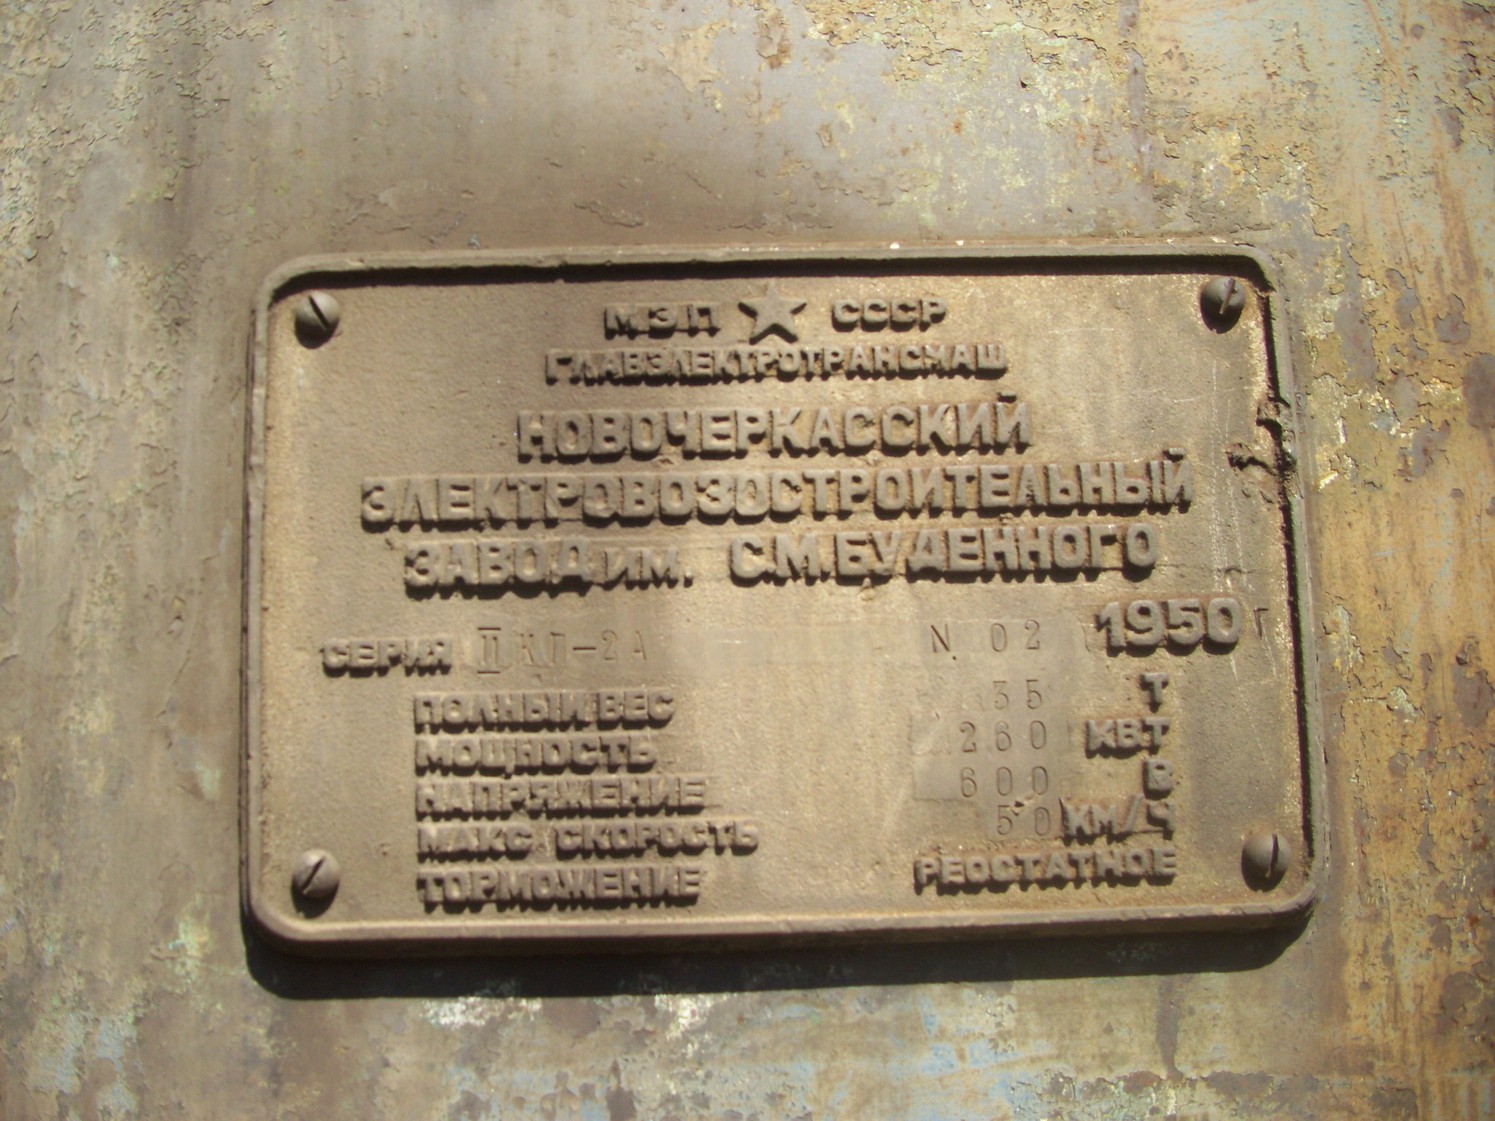 МЭП ★ СССР
ГЛАВЭЛЕКТРОТРАНСМАШ
НОВОЧЕРКАССКИЙ
ЭЛЕКТРОВОЗОСТРОИТЕЛЬНЫЙ
ЗАВОД ИМ. С.М.БУДЕННОГО
СЕРИЯ II КП-2А N. 02 1950 Г
ПОЛНЫЙ ВЕС 35 Т
МОЩНОСТЬ 260 КВТ
НАПРЯЖЕНИЕ 600 В
МАКС СКОРОСТЬ 50 КМ/Ч
ТОРМОЖЕНИЕ РЕОСТАТНОЕ